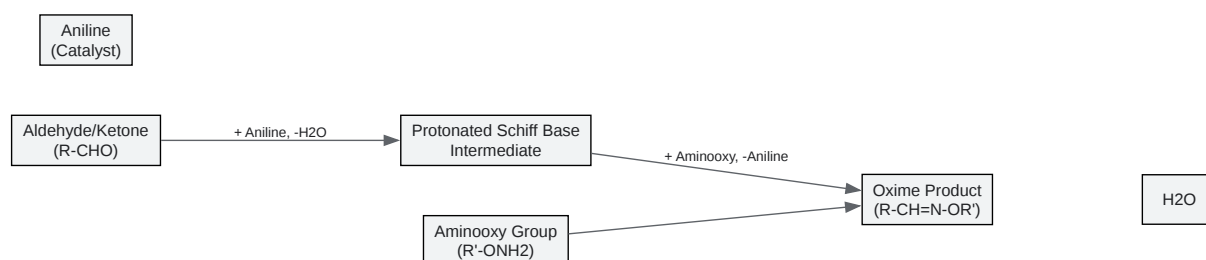 Aniline
(Catalyst)
Aldehyde/Ketone
(R-CHO)
+ Aniline, -H2O
Protonated Schiff Base
Intermediate
+ Aminooxy, -Aniline
Oxime Product
(R-CH=N-OR')
H2O
Aminooxy Group
(R'-ONH2)